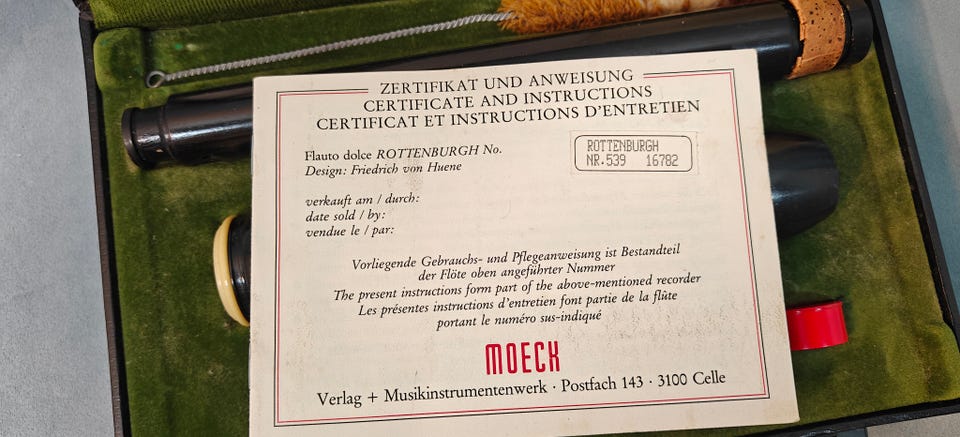 ZERTIFIKAT UND ANWEISUNG
CERTIFICATE AND INSTRUCTIONS
CERTIFICAT ET INSTRUCTIONS D'ENTRETIEN
Flauto dolce ROTTENBURGH No.
Design: Friedrich von Huene
ROTTENBURGH
NR.539 16782
verkauft am / durch:
date sold / by:
vendue le / par:
Vorliegende Gebrauchs- und Pflegeanweisung ist Bestandteil
der Flöte oben angeführter Nummer
The present instructions form part of the above-mentioned recorder
Les présentes instructions d'entretien font partie de la flûte
portant le numéro sus-indiqué
MOECK
Verlag + Musikinstrumentenwerk · Postfach 143 · 3100 Celle